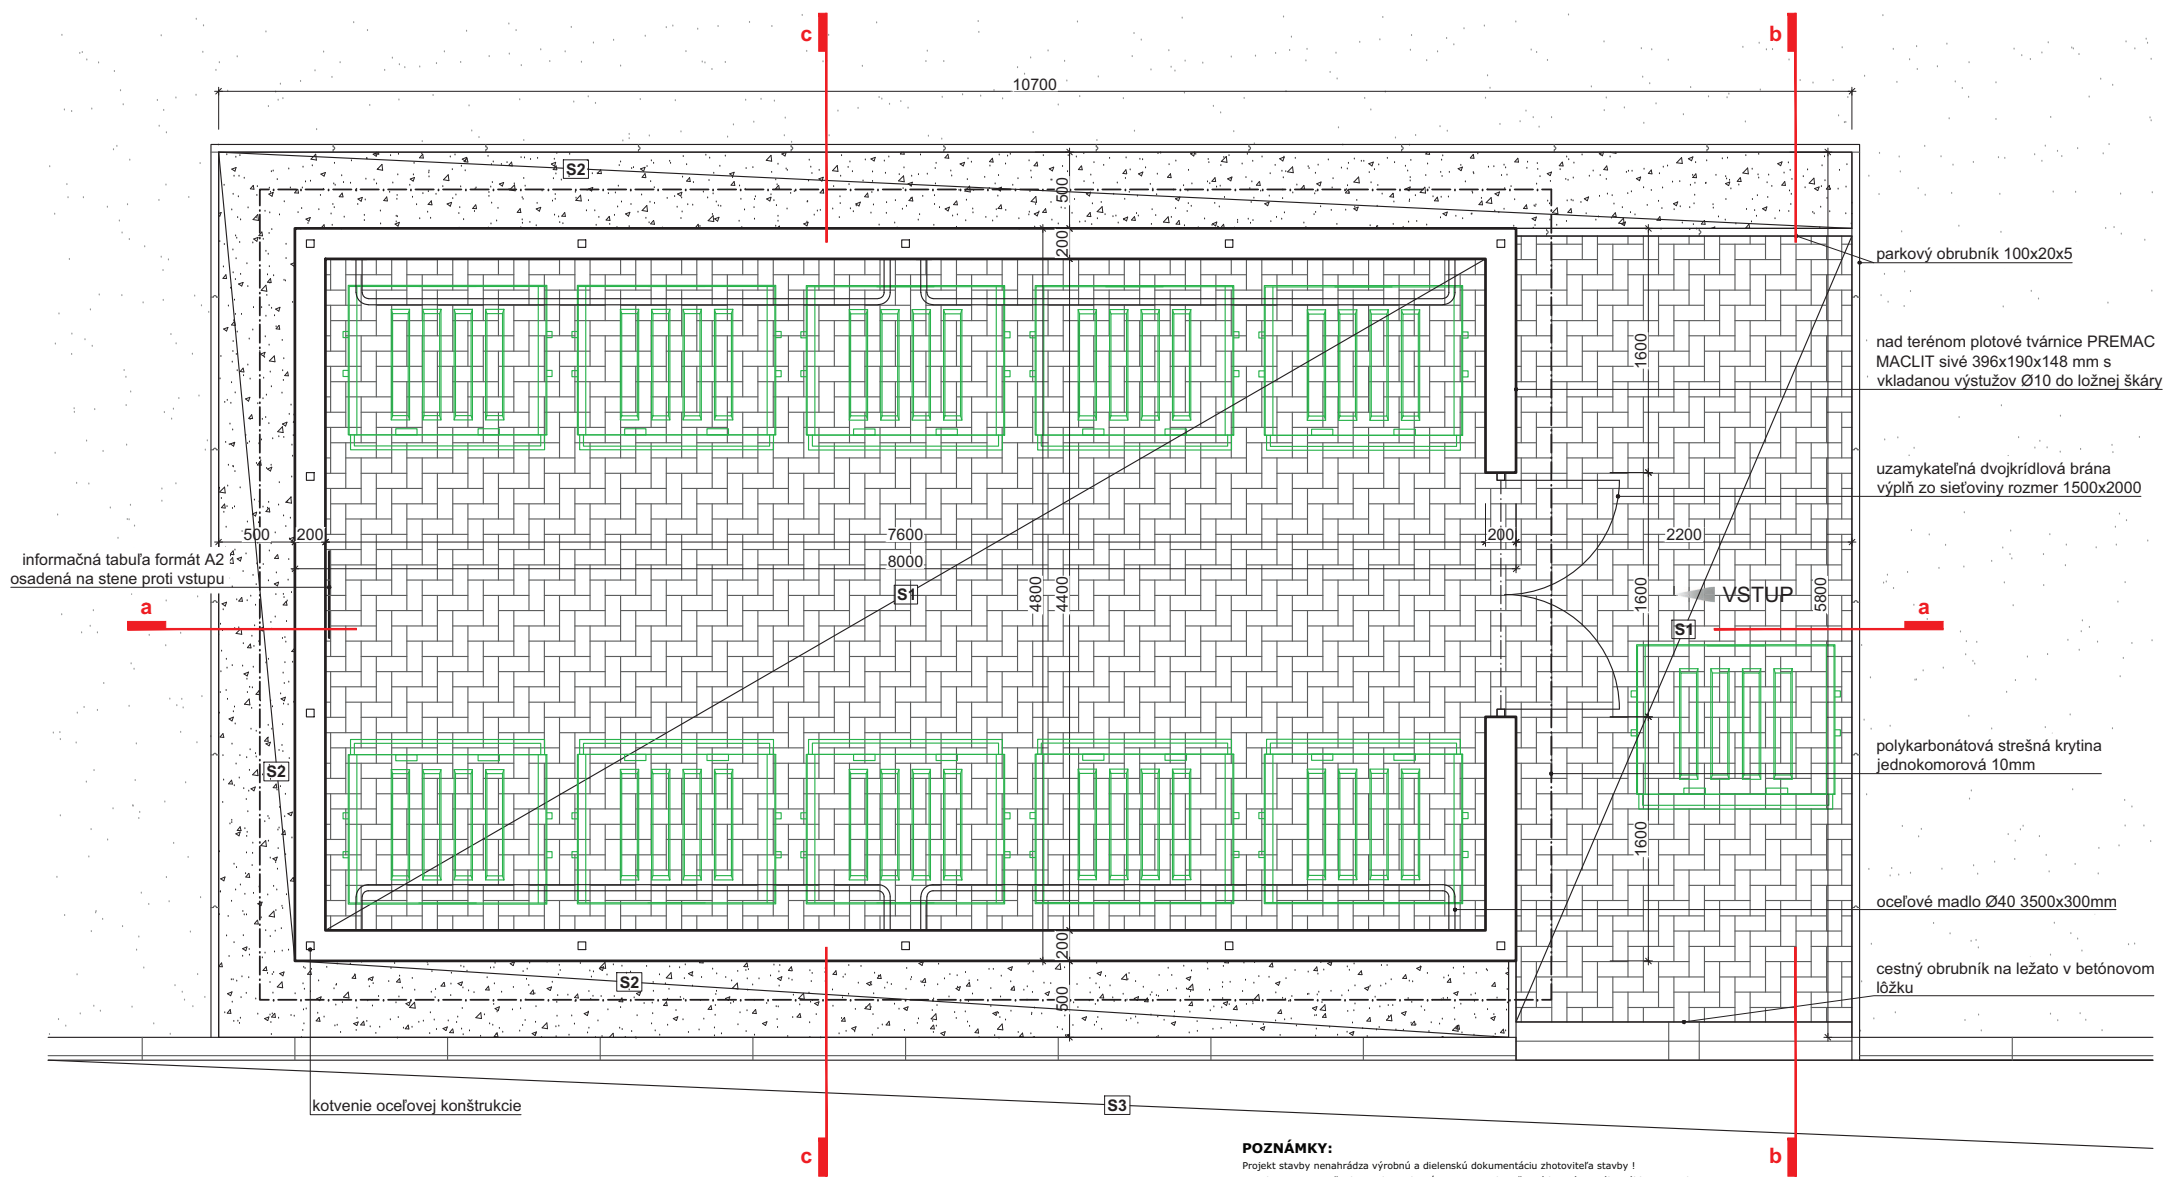 c
b
10700
S2
500
200
parkový obrubník 100x20x5
1600
nad terénom plotové tvárnice PREMAC
MACLIT sivé 396x190x148 mm s
vkladanou výstužov Ø10 do ložnej škáry
uzamykateľná dvojkrídlová brána
výplň zo sieťoviny rozmer 1500x2000
500
200
7600
200
2200
8000
informačná tabuľa formát A2
osadená na stene proti vstupu
S1
4800
4400
1600
VSTUP
5800
a
a
S1
polykarbonátová strešná krytina
jednokomorová 10mm
S2
1600
oceľové madlo Ø40 3500x300mm
200
S2
500
cestný obrubník na ležato v betónovom
lôžku
kotvenie oceľovej konštrukcie
S3
c
b
POZNÁMKY:
Projekt stavby nenahrádza výrobnú a dielenskú dokumentáciu zhotoviteľa stavby !